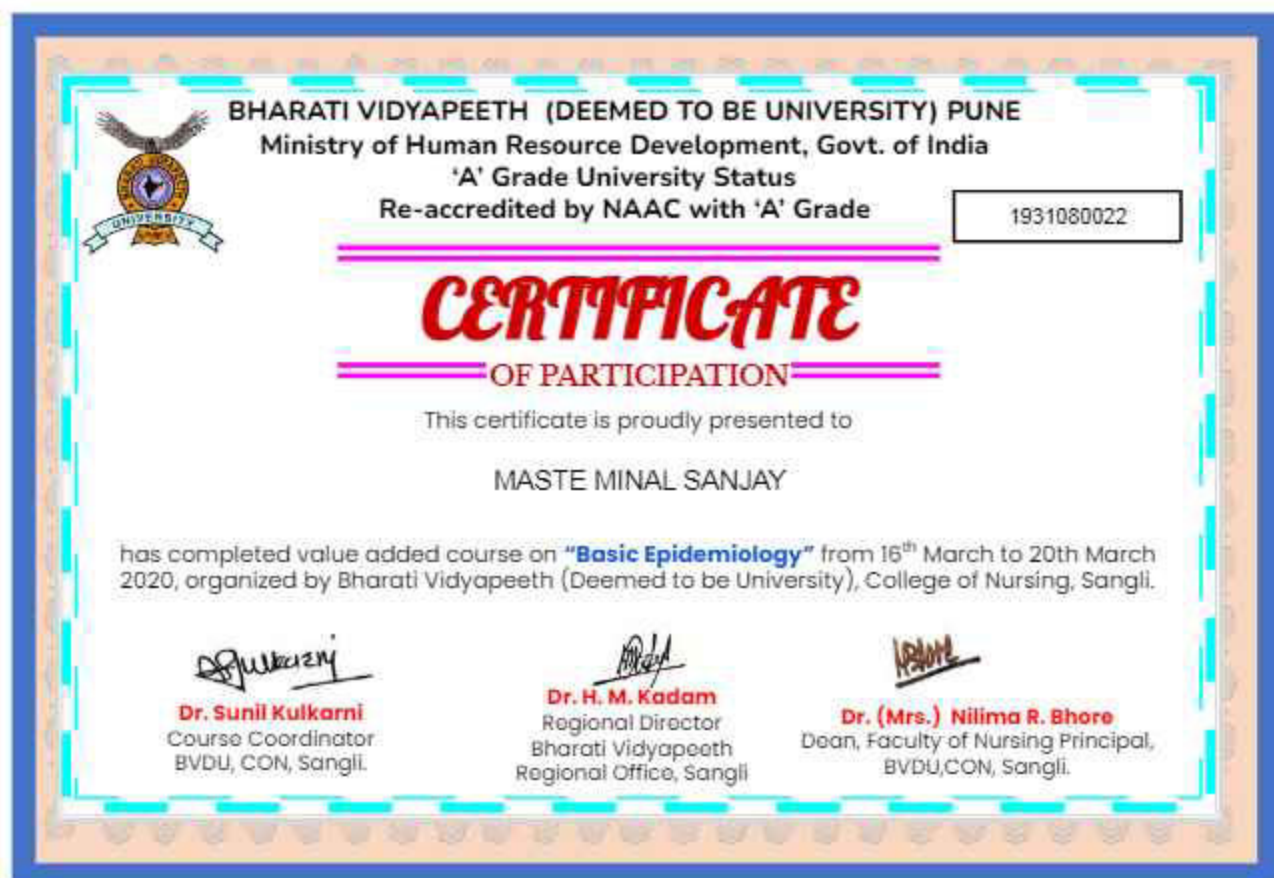 BHARATI VIDYAPEETH (DEEMED TO BE UNIVERSITY) PUNE
Ministry of Human Resource Development, Govt. of India
‘A’ Grade University Status
Re-accredited by NAAC with ‘A’ Grade
1931080022
BHARATI VIDYAPEETH
UNIVERSITY
CERTIFICATE
OF PARTICIPATION
This certificate is proudly presented to
MASTE MINAL SANJAY
has completed value added course on “Basic Epidemiology” from 16th March to 20th March
2020, organized by Bharati Vidyapeeth (Deemed to be University), College of Nursing, Sangli.
Dr. Sunil Kulkarni
Course Coordinator
BVDU, CON, Sangli.
Dr. H. M. Kadam
Regional Director
Bharati Vidyapeeth
Regional Office, Sangli
Dr. (Mrs.) Nilima R. Bhore
Dean, Faculty of Nursing Principal,
BVDU,CON, Sangli.